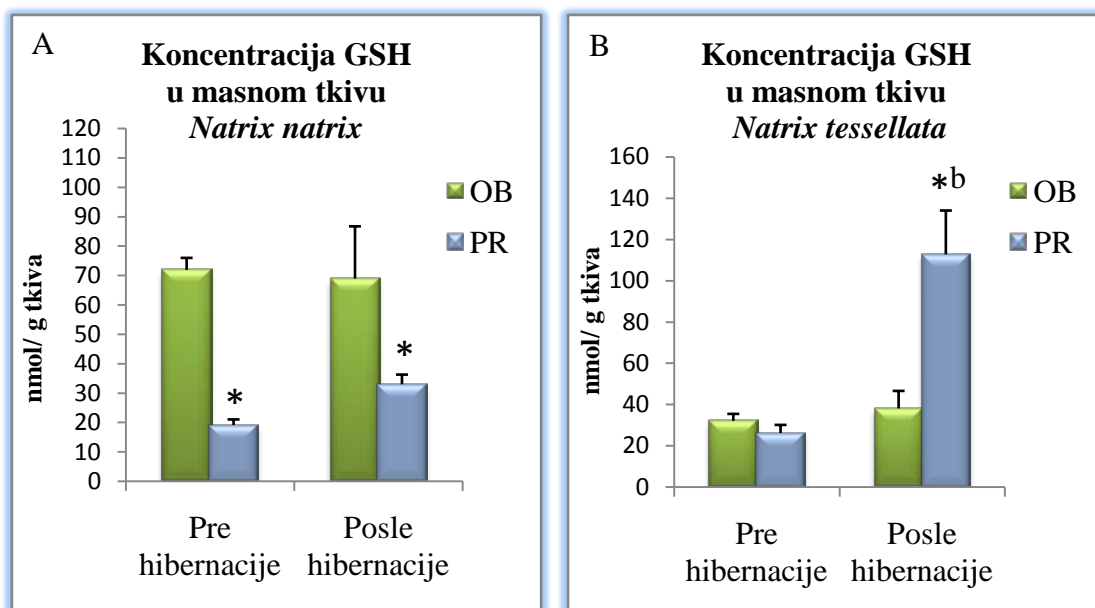 A
Koncentracija GSH
u masnom tkivu
Natrix natrix
120
110
100
90
80
70
60
50
40
30
20
10
0
nmol/ g tkiva
*
*
OB
PR
Pre
hibernacije
Posle
hibernacije
B
Koncentracija GSH
u masnom tkivu
Natrix tessellata
160
140
120
100
80
60
40
20
0
nmol/ g tkiva
*b
OB
PR
Pre
hibernacije
Posle
hibernacije